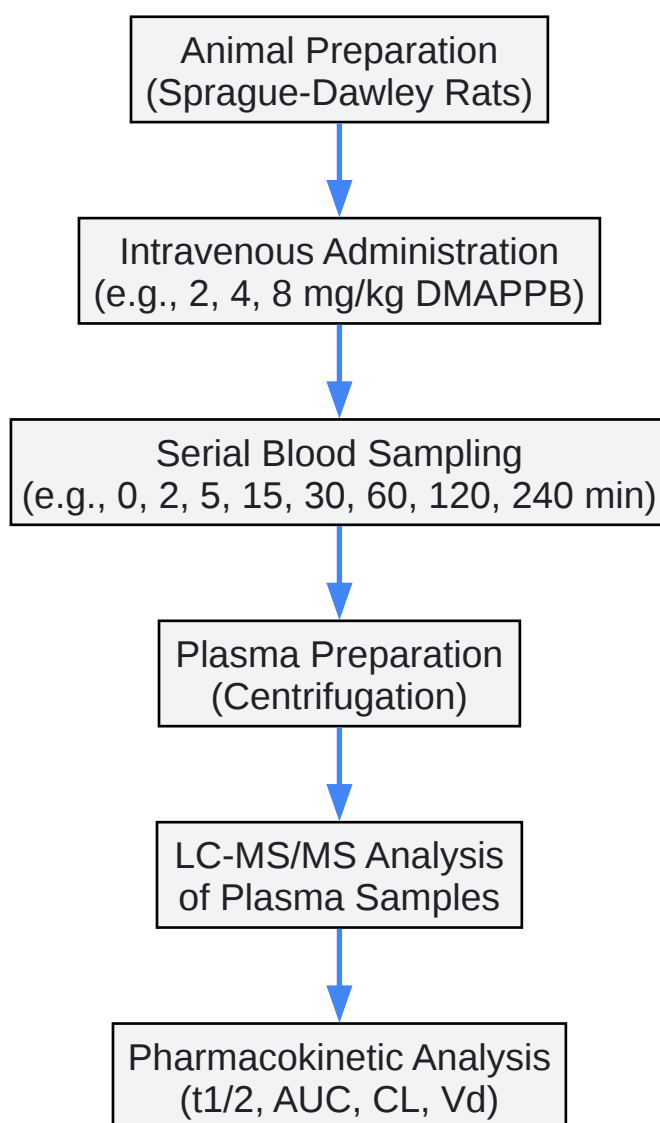 Animal Preparation
(Sprague-Dawley Rats)
Intravenous Administration
(e.g., 2, 4, 8 mg/kg DMAPPB)
Serial Blood Sampling
(e.g., 0, 2, 5, 15, 30, 60, 120, 240 min)
Plasma Preparation
(Centrifugation)
LC-MS/MS Analysis
of Plasma Samples
Pharmacokinetic Analysis
(t1/2, AUC, CL, Vd)